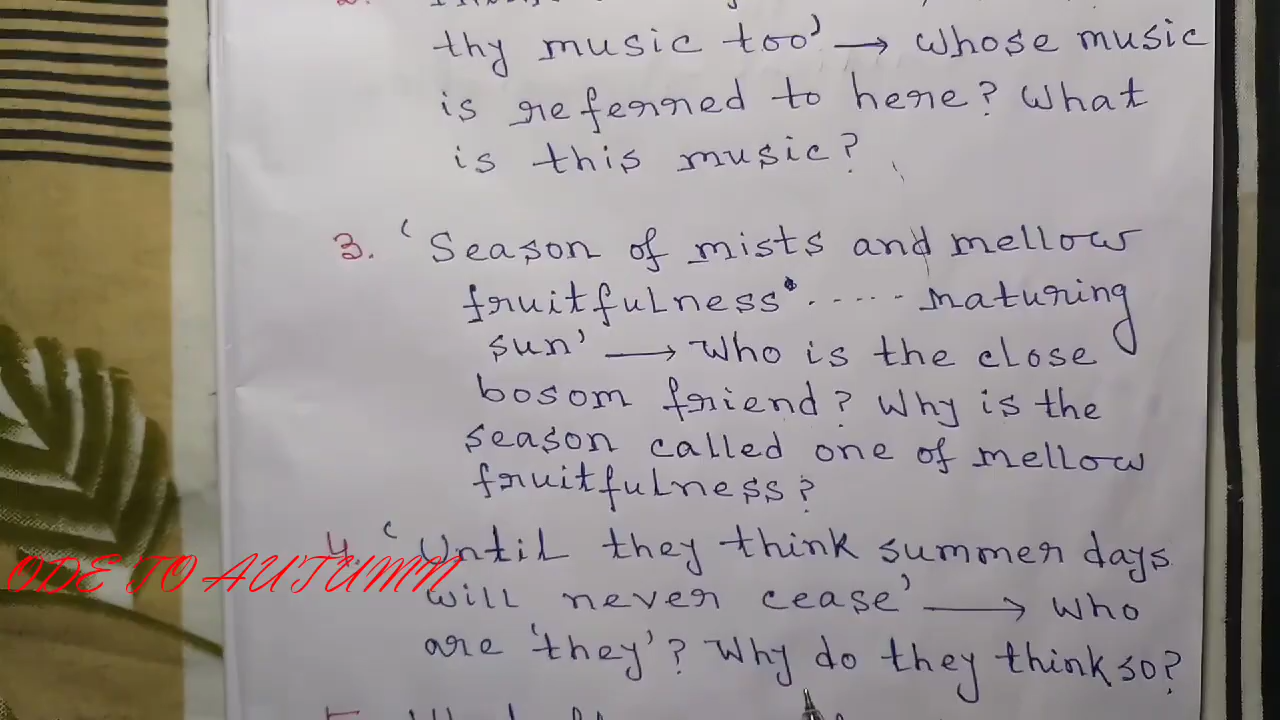 thy music too' → Whose music
is referred to here? What
is this music?
3. 'Season of mists and mellow
fruitfulness ..... maturing
sun' → Who is the close
bosom friend? Why is the
season called one of mellow
fruitfulness?
4. 'Until they think summer days
will never cease' → Who
are 'they'? Why do they think so?
ODE TO AUTUMN